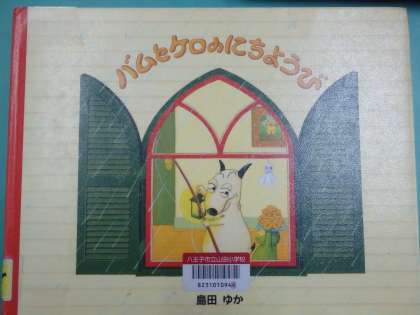 バムとケロのにちようび
八王子市立山田小学校
島田 ゆか